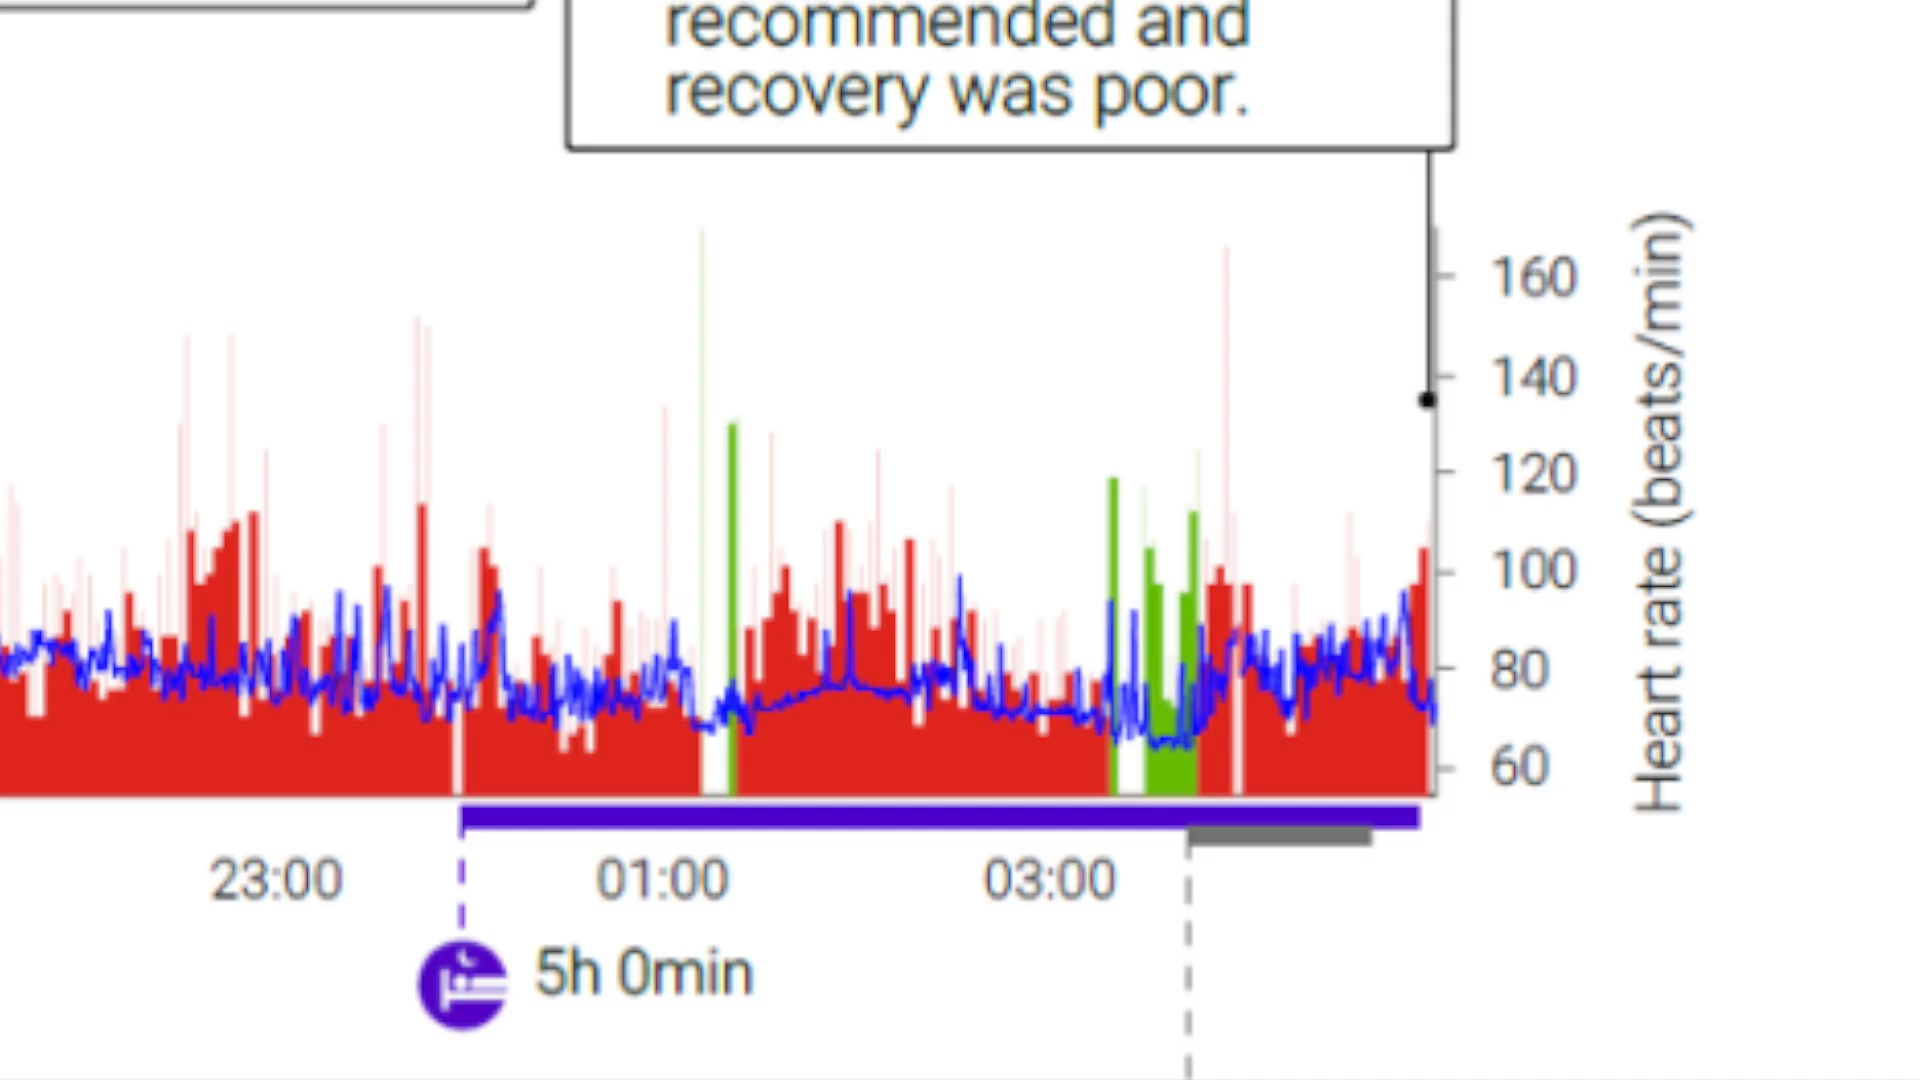 recommended and
recovery was poor.
160
140
120
100
80
60
Heart rate (beats/min)
23:00 01:00 03:00
5h 0min